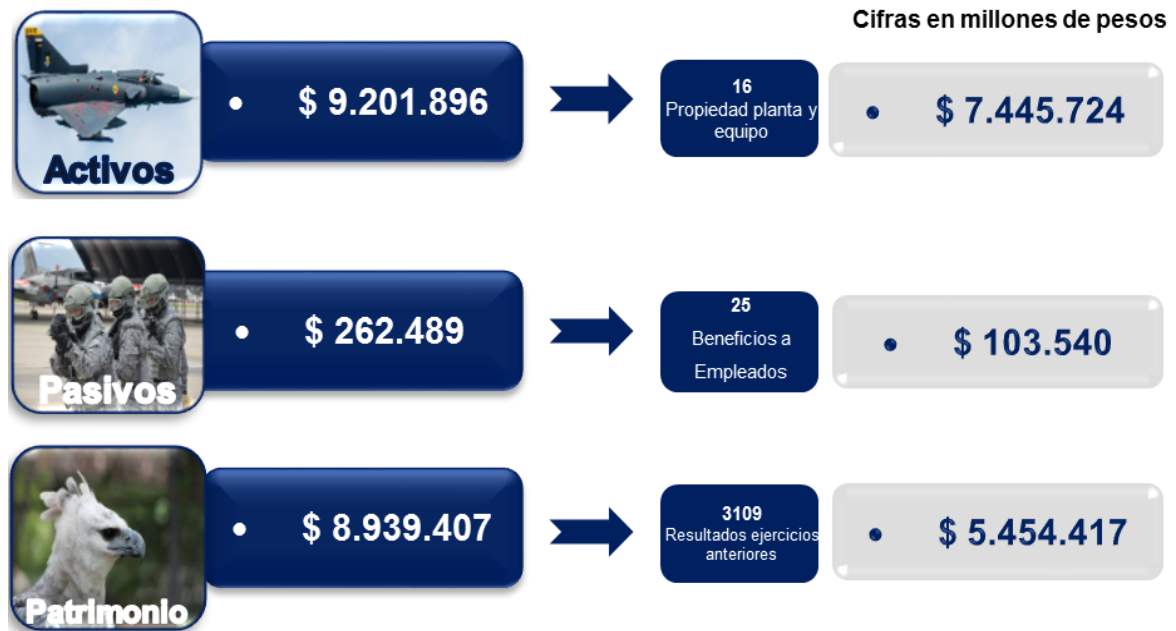 Cifras en millones de pesos
Activos
• $ 9.201.896
16
Propiedad planta y
equipo
• $ 7.445.724
Pasivos
• $ 262.489
25
Beneficios a
Empleados
• $ 103.540
Patrimonio
• $ 8.939.407
3109
Resultados ejercicios
anteriores
• $ 5.454.417